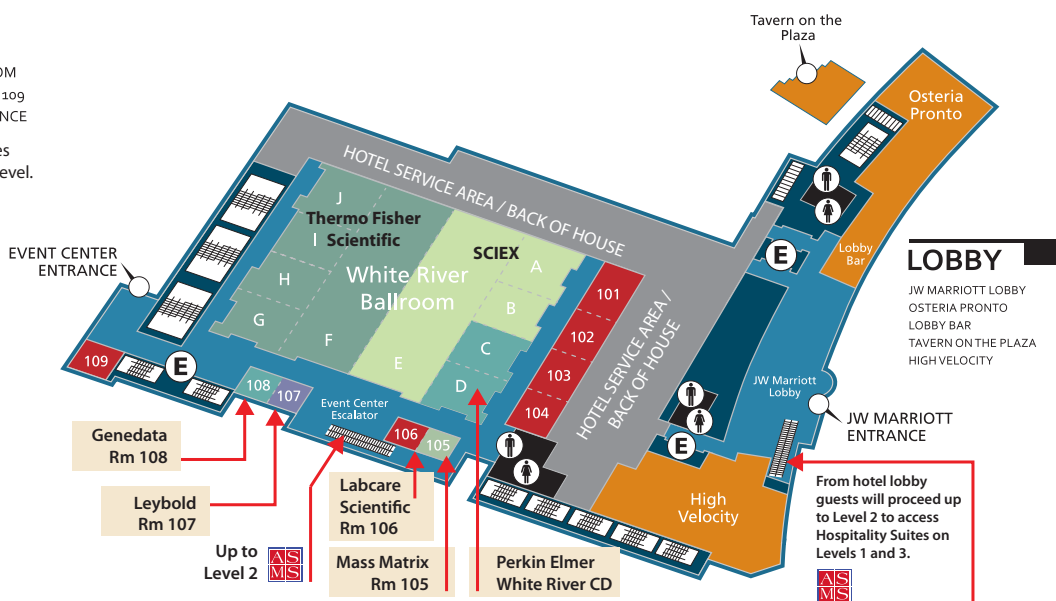 Tavern on the
Plaza
OM
109
NCE
es
evel.
Osteria
Pronto
HOTEL SERVICE AREA / BACK OF HOUSE
J
Thermo Fisher
Scientific
I
SCIEX
A
EVENT CENTER
ENTRANCE
H
White River
Ballroom
B
G
F
E
C
D
101
102
103
104
HOTEL SERVICE AREA /
BACK OF HOUSE
E
Lobby
Bar
LOBBY
JW MARRIOTT LOBBY
OSTERIA PRONTO
LOBBY BAR
TAVERN ON THE PLAZA
HIGH VELOCITY
109
E
108
107
Event Center
Escalator
106
105
JW Marriott
Lobby
JW MARRIOTT
ENTRANCE
E
High
Velocity
Genedata
Rm 108
Leybold
Rm 107
Up to
Level 2
AS
MS
Labcare
Scientific
Rm 106
Mass Matrix
Rm 105
Perkin Elmer
White River CD
From hotel lobby
guests will proceed up
to Level 2 to access
Hospitality Suites on
Levels 1 and 3.
AS
MS